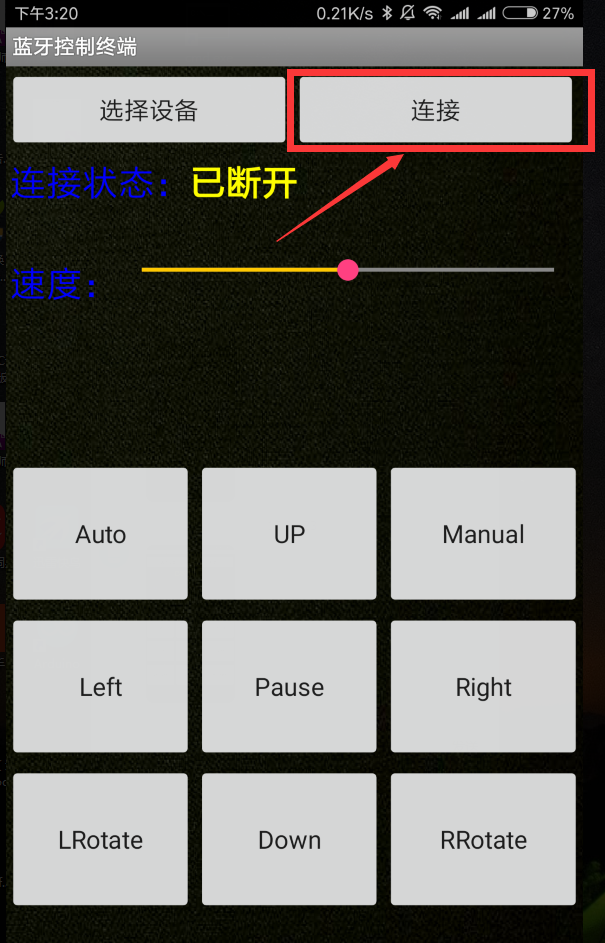 下午3:20 0.21K/s 27%
蓝牙控制终端
选择设备 连接
连接状态：已断开
速度：
Auto UP Manual
Left Pause Right
LRotate Down RRotate